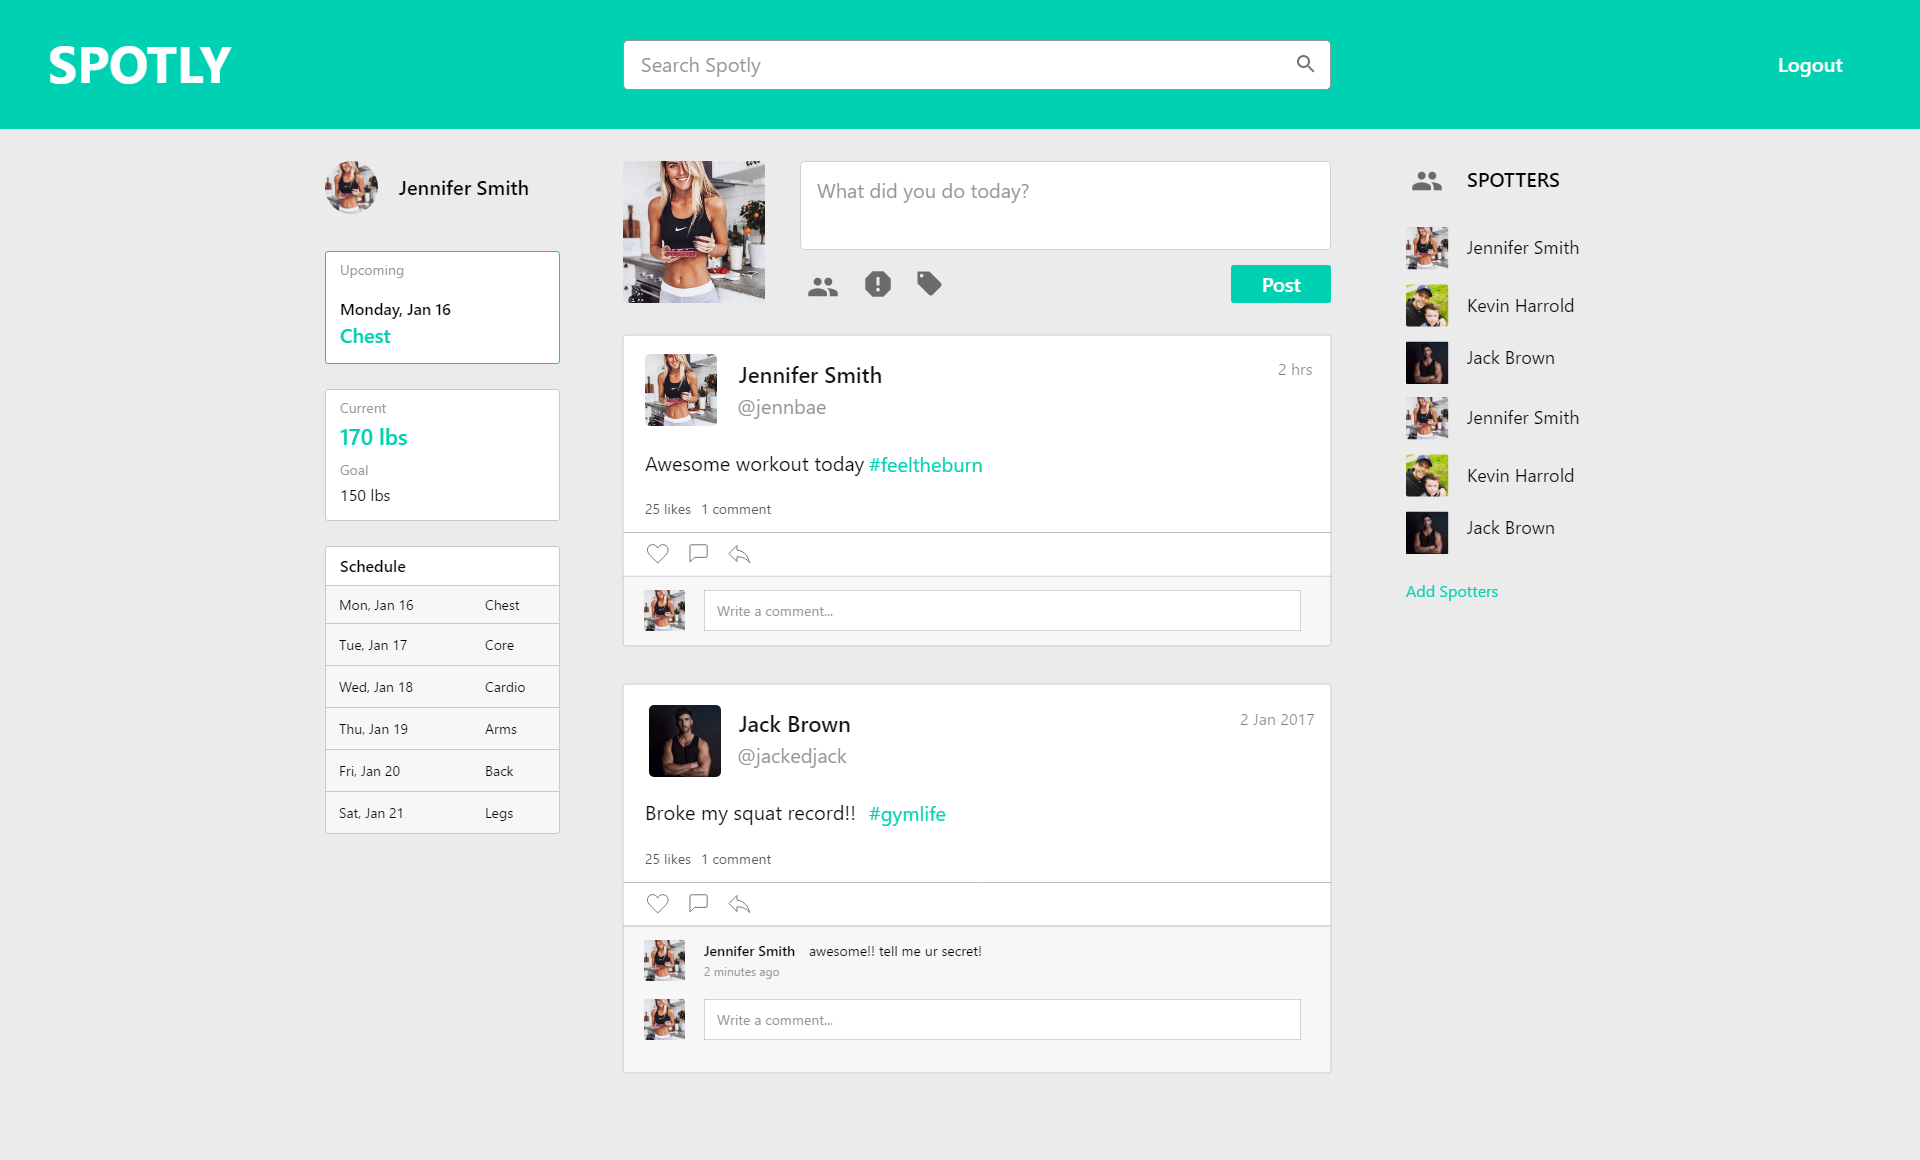 SPOTLY
Search Spotly
Logout
Jennifer Smith
Upcoming
Monday, Jan 16
Chest
Current
170 lbs
Goal
150 lbs
Schedule
Mon, Jan 16 Chest
Tue, Jan 17 Core
Wed, Jan 18 Cardio
Thu, Jan 19 Arms
Fri, Jan 20 Back
Sat, Jan 21 Legs
What did you do today?
Post
Jennifer Smith
2 hrs
@jennbae
Awesome workout today #feeltheburn
25 likes 1 comment
Write a comment...
Jack Brown
2 Jan 2017
@jackedjack
Broke my squat record!! #gymlife
25 likes 1 comment
Jennifer Smith awesome!! tell me ur secret!
2 minutes ago
Write a comment...
SPOTTERS
Jennifer Smith
Kevin Harrold
Jack Brown
Jennifer Smith
Kevin Harrold
Jack Brown
Add Spotters